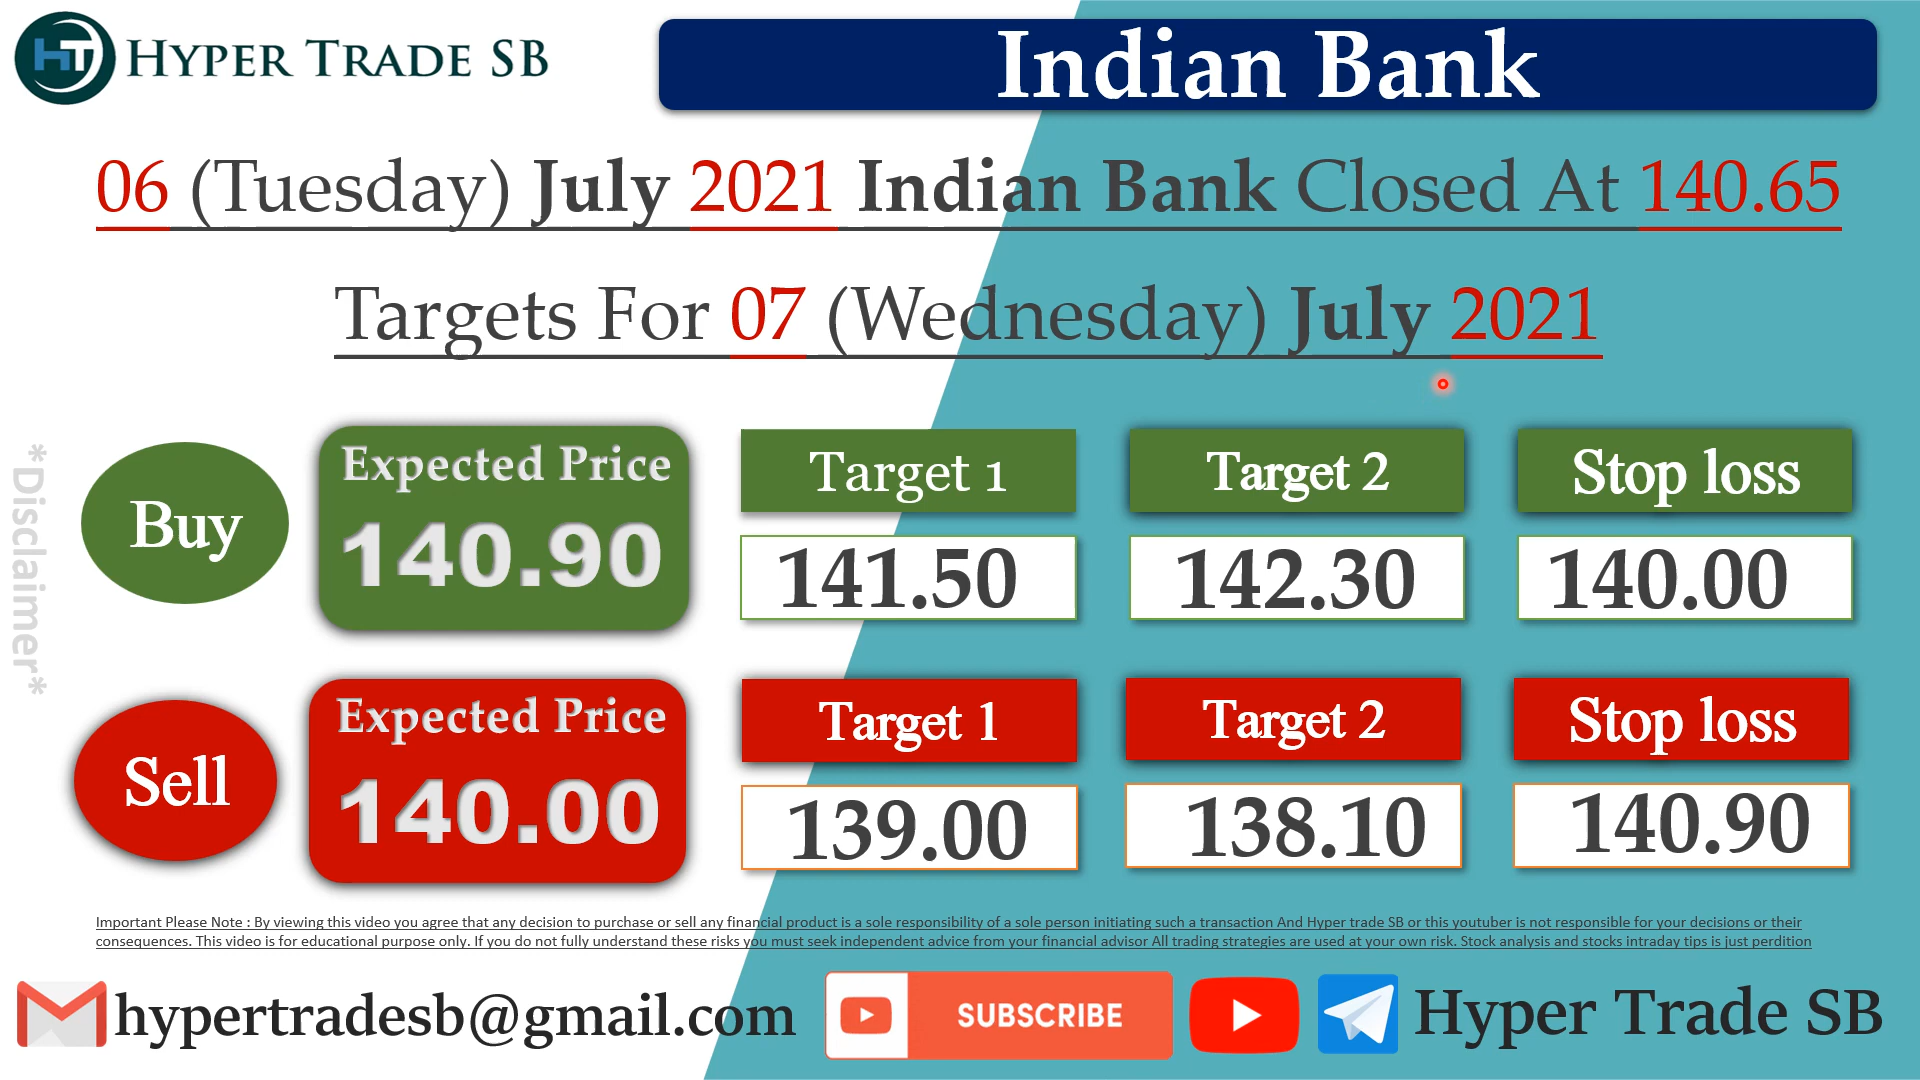 HT HYPER TRADE SB
Indian Bank
06 (Tuesday) July 2021 Indian Bank Closed At 140.65
Targets For 07 (Wednesday) July 2021
*Disclaimer*
Buy
Expected Price
140.90
Target 1
141.50
Target 2
142.30
Stop loss
140.00
Sell
Expected Price
140.00
Target 1
139.00
Target 2
138.10
Stop loss
140.90
Important Please Note : By viewing this video you agree that any decision to purchase or sell any financial product is a sole responsibility of a sole person initiating such a transaction And Hyper trade SB or this youtuber is not responsible for your decisions or their
consequences. This video is for educational purpose only. If you do not fully understand these risks you must seek independent advice from your financial advisor All trading strategies are used at your own risk. Stock analysis and stocks intraday tips is just perdition
hypertradesb@gmail.com
SUBSCRIBE
Hyper Trade SB